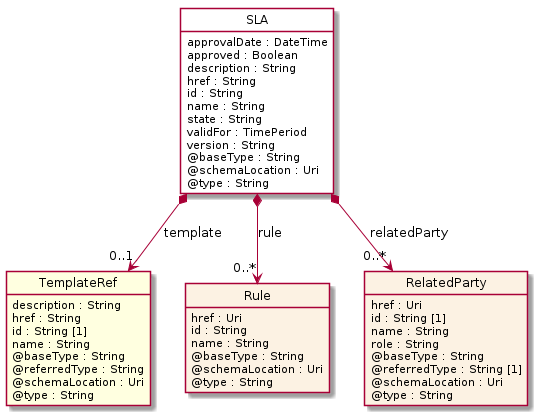 SLA
approvalDate : DateTime
approved : Boolean
description : String
href : String
id : String
name : String
state : String
validFor : TimePeriod
version : String
@baseType : String
@schemaLocation : Uri
@type : String
template
rule
relatedParty
0..1
0..*
0..*
TemplateRef
description : String
href : String
id : String [1]
name : String
@baseType : String
@referredType : String
@schemaLocation : Uri
@type : String
Rule
href : Uri
id : String
name : String
@baseType : String
@schemaLocation : Uri
@type : String
RelatedParty
href : Uri
id : String [1]
name : String
role : String
@baseType : String
@referredType : String [1]
@schemaLocation : Uri
@type : String